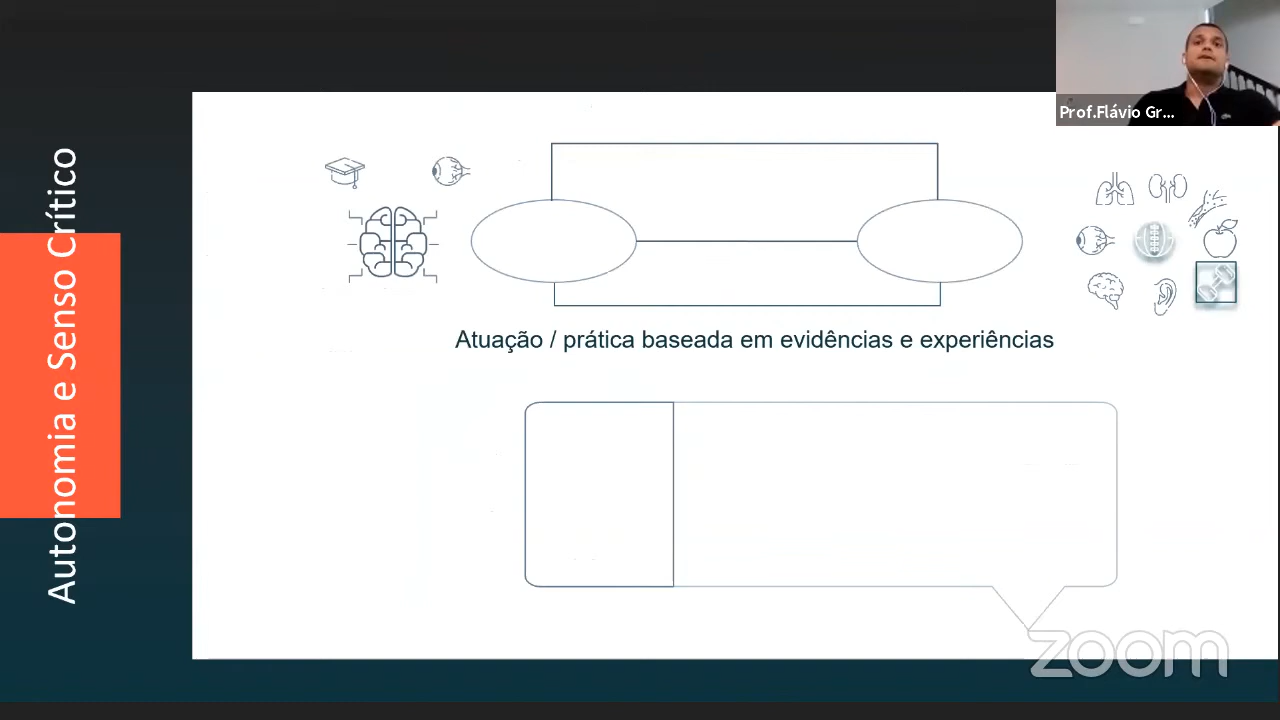 Prof.Flávio Gr...
Autonomia e Senso Crítico
Atuação / prática baseada em evidências e experiências
zoom